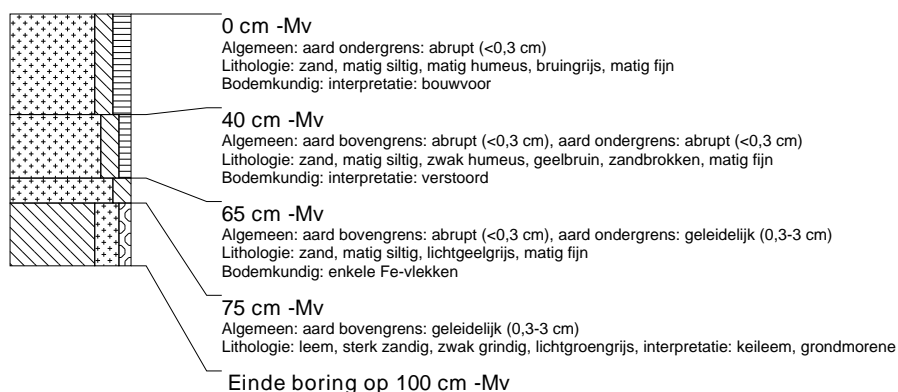 0 cm -Mv
Algemeen: aard ondergrens: abrupt (<0,3 cm)
Lithologie: zand, matig siltig, matig humeus, bruingrijs, matig fijn
Bodemkundig: interpretatie: bouwvoor
40 cm -Mv
Algemeen: aard bovengrens: abrupt (<0,3 cm), aard ondergrens: abrupt (<0,3 cm)
Lithologie: zand, matig siltig, zwak humeus, geelbruin, zandbrokken, matig fijn
Bodemkundig: interpretatie: verstoord
65 cm -Mv
Algemeen: aard bovengrens: abrupt (<0,3 cm), aard ondergrens: geleidelijk (0,3-3 cm)
Lithologie: zand, matig siltig, lichtgeelgrijs, matig fijn
Bodemkundig: enkele Fe-vlekken
75 cm -Mv
Algemeen: aard bovengrens: geleidelijk (0,3-3 cm)
Lithologie: leem, sterk zandig, zwak grindig, lichtgroengrijs, interpretatie: keileem, grondmorene
Einde boring op 100 cm -Mv